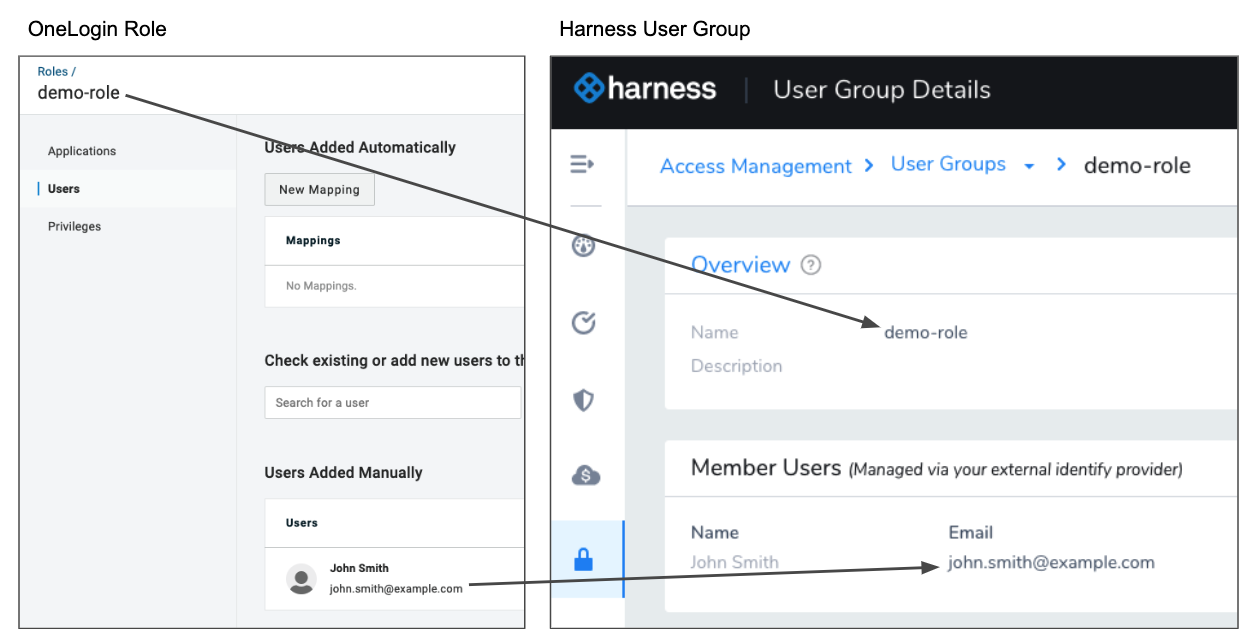 OneLogin Role
Roles /
demo-role
Applications
Users
Privileges
Users Added Automatically
New Mapping
Mappings
No Mappings.
Check existing or add new users to th
Search for a user
Users Added Manually
Users
John Smith
john.smith@example.com
Harness User Group
harness | User Group Details
Access Management > User Groups > demo-role
Overview ?
Name demo-role
Description
Member Users (Managed via your external identify provider)
Name Email
John Smith john.smith@example.com